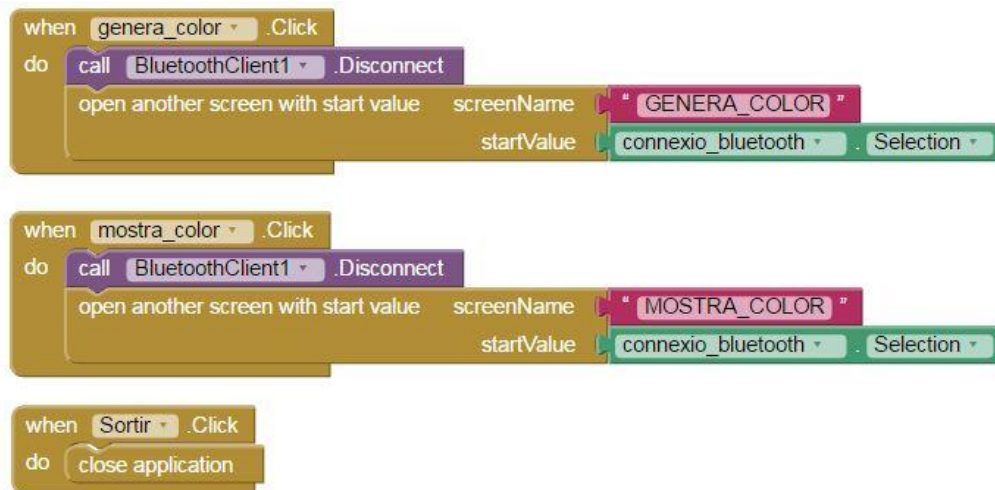 when genera_color .Click
do call BluetoothClient1 .Disconnect
open another screen with start value screenName " GENERA_COLOR "
startValue connexio_bluetooth . Selection
when mostra_color .Click
do call BluetoothClient1 .Disconnect
open another screen with start value screenName " MOSTRA_COLOR "
startValue connexio_bluetooth . Selection
when Sortir .Click
do close application